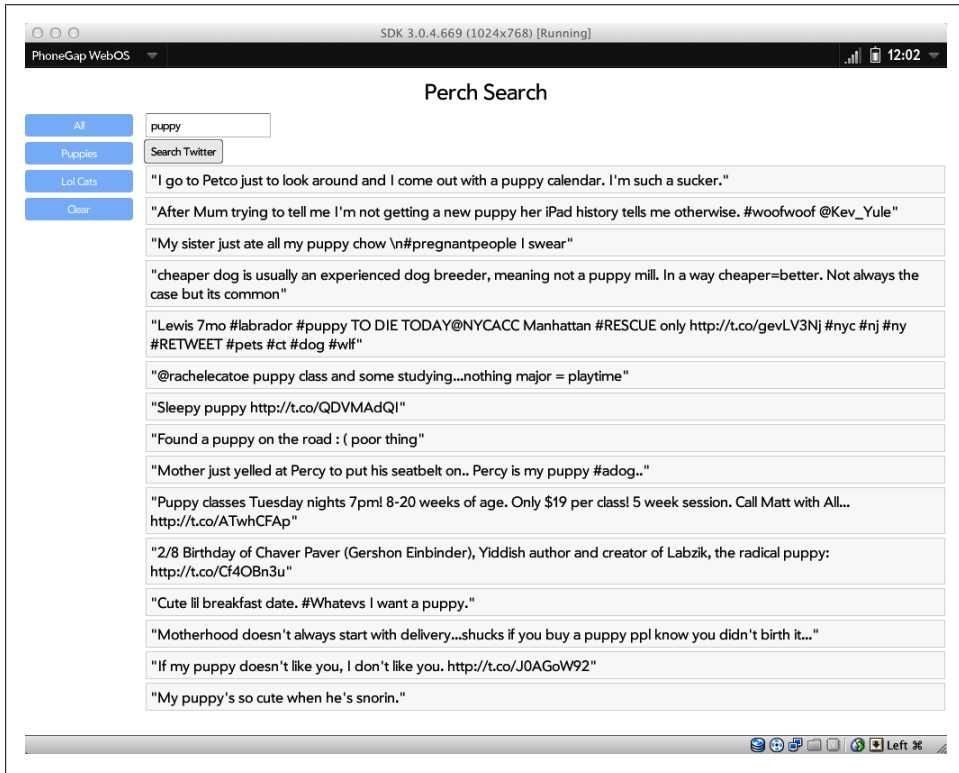 SDK 3.0.4.669 (1024x768) [Running]
PhoneGap WebOS
12:02
Perch Search
All
Puppies
Lol Cats
Clear
puppy
Search Twitter
"I go to Petco just to look around and I come out with a puppy calendar. I'm such a sucker."
"After Mum trying to tell me I'm not getting a new puppy her iPad history tells me otherwise. #woofwoof @Kev_Yule"
"My sister just ate all my puppy chow \n#pregnantpeople I swear"
"cheaper dog is usually an experienced dog breeder, meaning not a puppy mill. In a way cheaper=better. Not always the
case but its common"
"Lewis 7mo #labrador #puppy TO DIE TODAY@NYCACC Manhattan #RESCUE only http://t.co/gevLV3Nj #nyc #nj #ny
#RETWEET #pets #ct #dog #wlf"
"@rachelecatoe puppy class and some studying...nothing major = playtime"
"Sleepy puppy http://t.co/QDVMAdQI"
"Found a puppy on the road : ( poor thing"
"Mother just yelled at Percy to put his seatbelt on.. Percy is my puppy #adog.."
"Puppy classes Tuesday nights 7pm! 8-20 weeks of age. Only $19 per class! 5 week session. Call Matt with All...
http://t.co/ATwhCFAp"
"2/8 Birthday of Chaver Paver (Gershon Einbinder), Yiddish author and creator of Labzik, the radical puppy:
http://t.co/Cf4OBn3u"
"Cute lil breakfast date. #Whatevs I want a puppy."
"Motherhood doesn't always start with delivery...shucks if you buy a puppy ppl know you didn't birth it..."
"If my puppy doesn't like you, I don't like you. http://t.co/J0AGoW92"
"My puppy's so cute when he's snorin."
Left ⌘